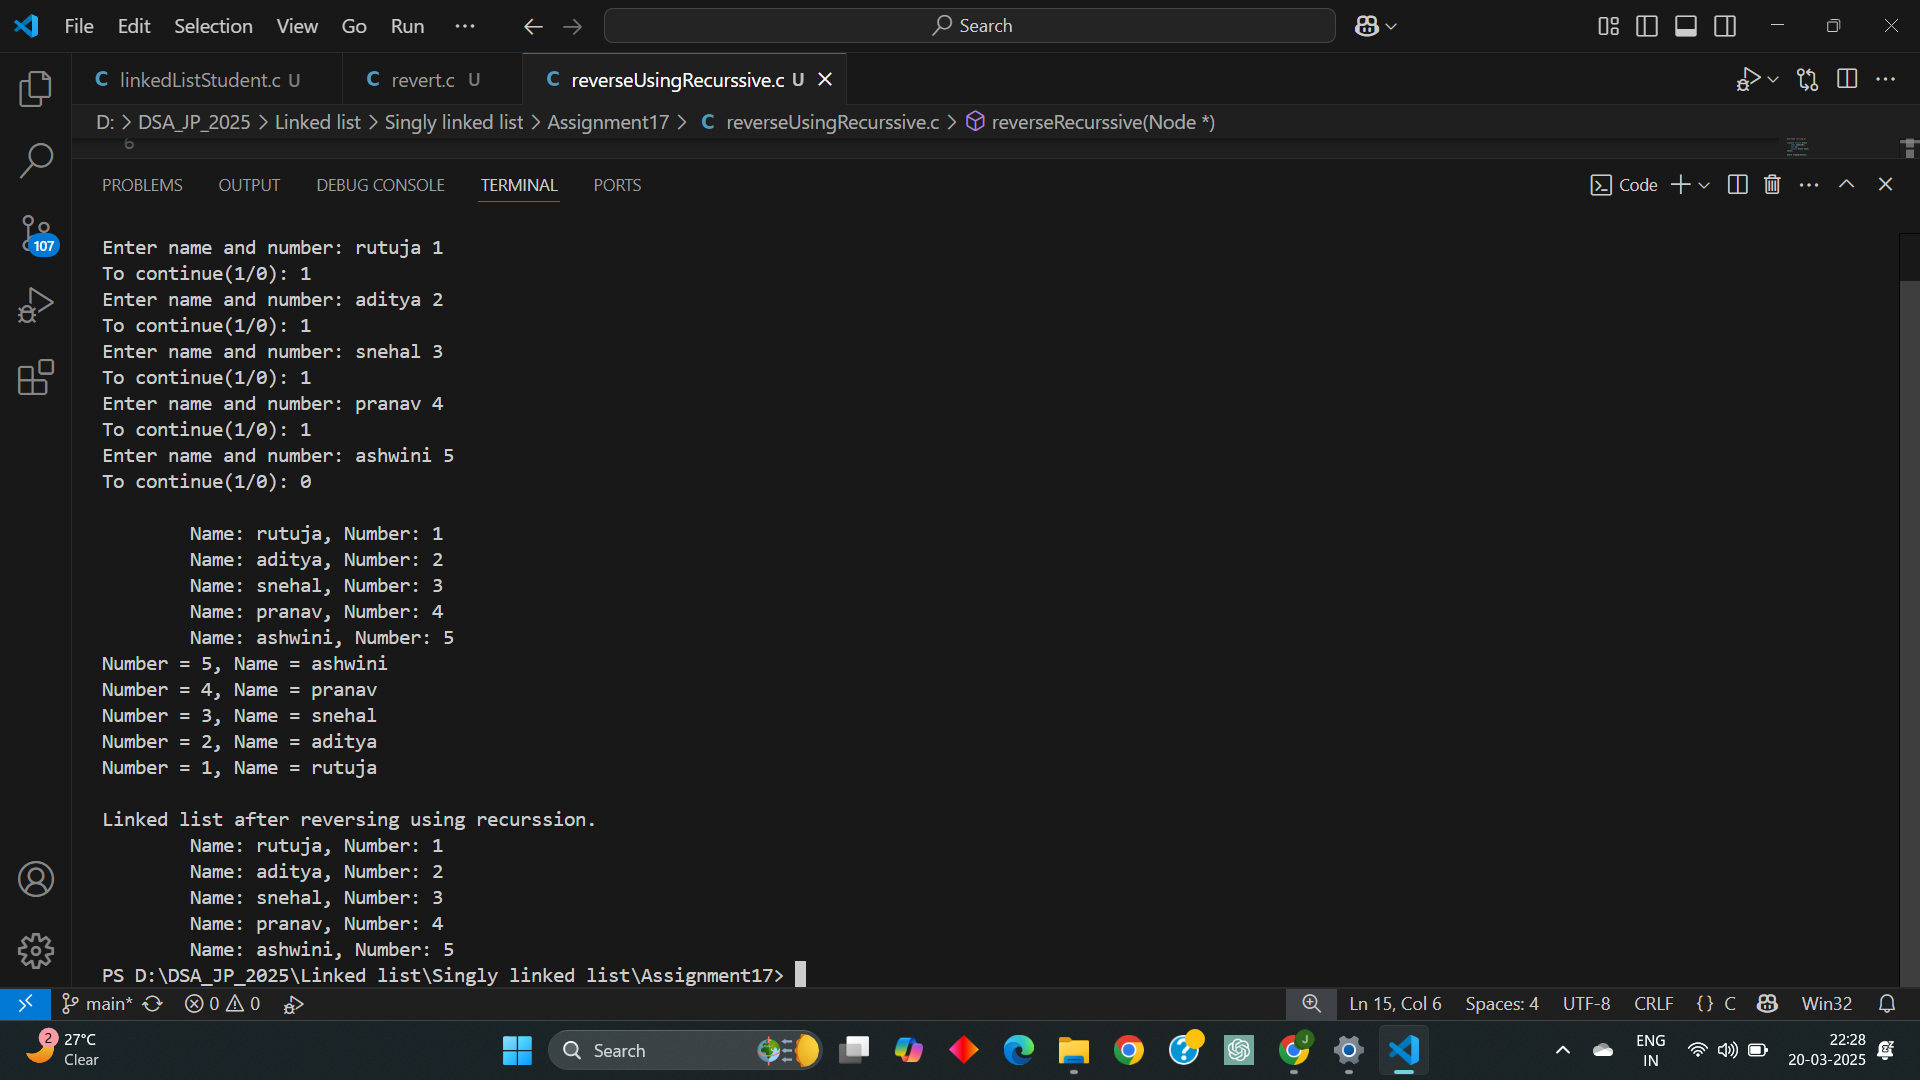 File Edit Selection View Go Run ··· Search
C linkedListStudent.c U C revert.c U C reverseUsingRecurssive.c U
D: > DSA_JP_2025 > Linked list > Singly linked list > Assignment17 > C reverseUsingRecurssive.c > reverseRecurssive(Node *)
6
PROBLEMS OUTPUT DEBUG CONSOLE TERMINAL PORTS Code
107
Enter name and number: rutuja 1
To continue(1/0): 1
Enter name and number: aditya 2
To continue(1/0): 1
Enter name and number: snehal 3
To continue(1/0): 1
Enter name and number: pranav 4
To continue(1/0): 1
Enter name and number: ashwini 5
To continue(1/0): 0
Name: rutuja, Number: 1
Name: aditya, Number: 2
Name: snehal, Number: 3
Name: pranav, Number: 4
Name: ashwini, Number: 5
Number = 5, Name = ashwini
Number = 4, Name = pranav
Number = 3, Name = snehal
Number = 2, Name = aditya
Number = 1, Name = rutuja
Linked list after reversing using recurssion.
Name: rutuja, Number: 1
Name: aditya, Number: 2
Name: snehal, Number: 3
Name: pranav, Number: 4
Name: ashwini, Number: 5
PS D:\DSA_JP_2025\Linked list\Singly linked list\Assignment17>
main* 0 0 Ln 15, Col 6 Spaces: 4 UTF-8 CRLF {} C Win32
2 27°C Search J ENG 22:28
Clear IN 20-03-2025